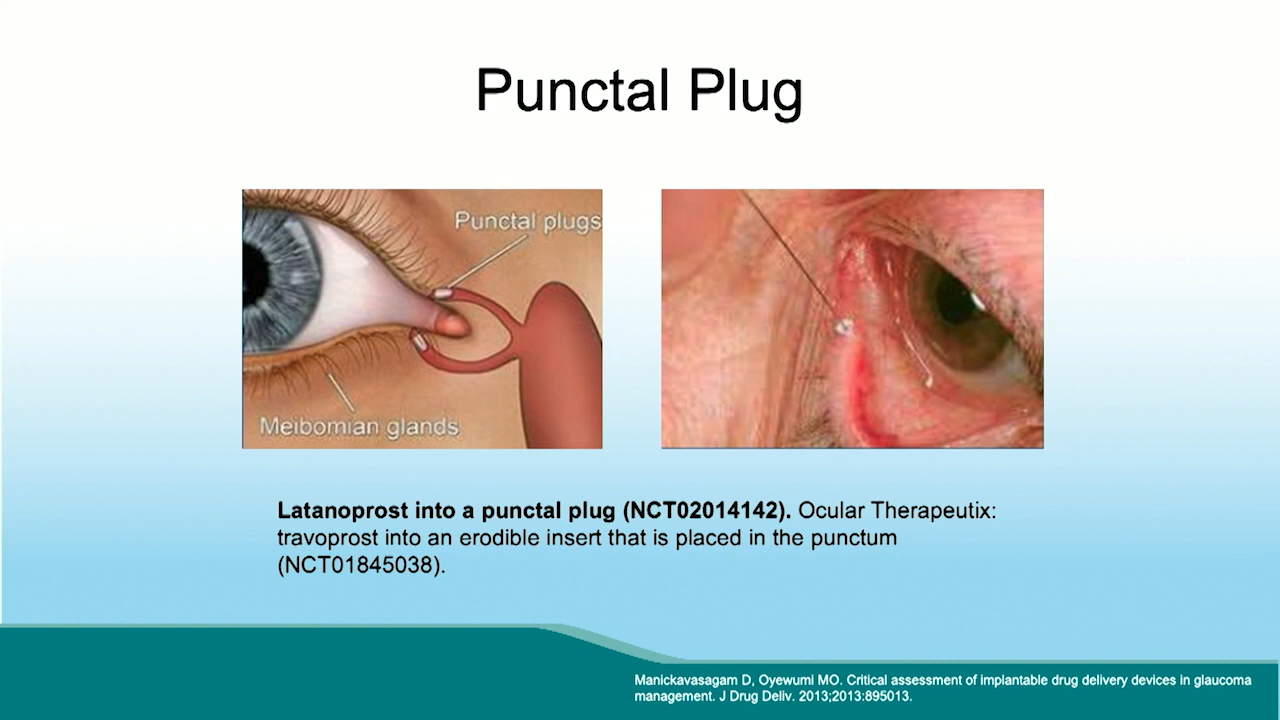 Punctal Plug
Punctal plugs
Meibomian glands
Latanoprost into a punctal plug (NCT02014142). Ocular Therapeutix:
travoprost into an erodible insert that is placed in the punctum
(NCT01845038).
Manickavasagam D, Oyewumi MO. Critical assessment of implantable drug delivery devices in glaucoma
management. J Drug Deliv. 2013;2013:895013.